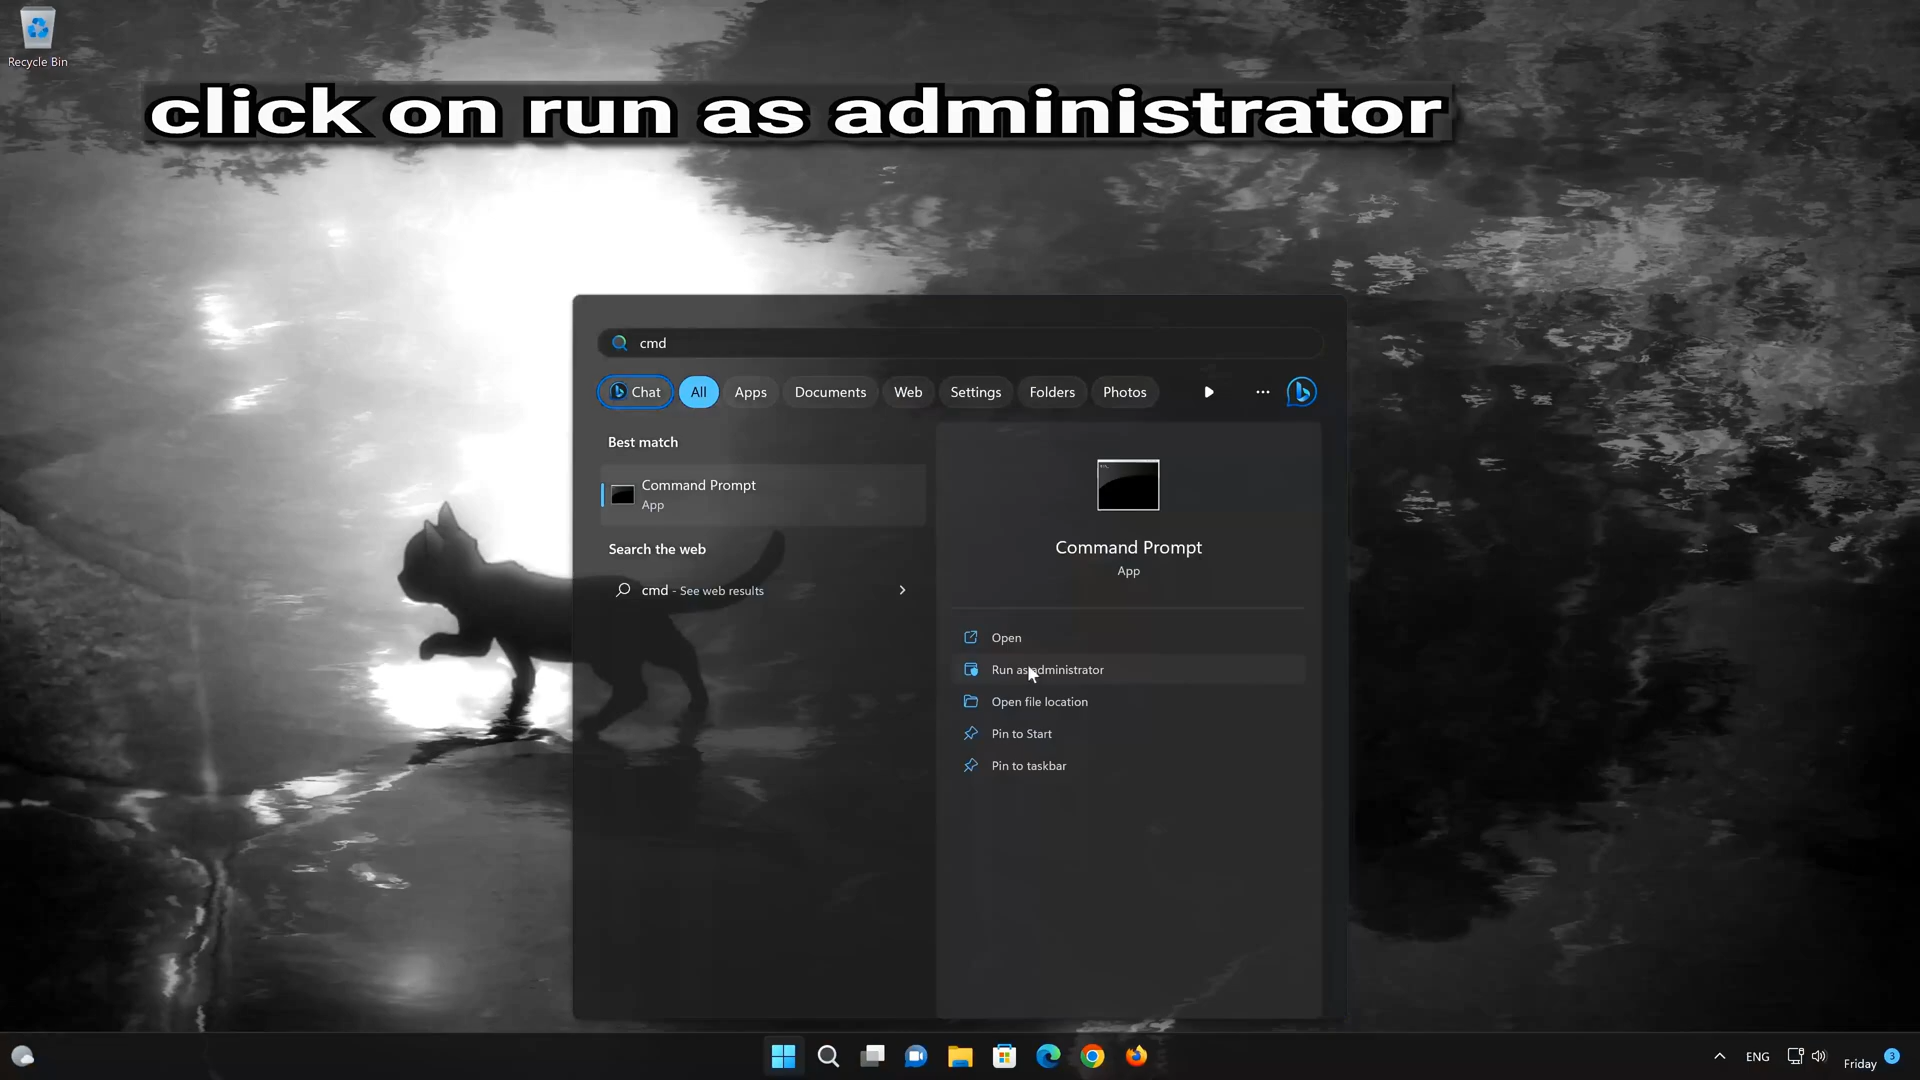 Recycle Bin
click on run as administrator
cmd
Chat
All
Apps
Documents
Web
Settings
Folders
Photos
Best match
Command Prompt
App
Search the web
cmd - See web results
Command Prompt
App
Open
Run as administrator
Open file location
Pin to Start
Pin to taskbar
ENG
Friday
3